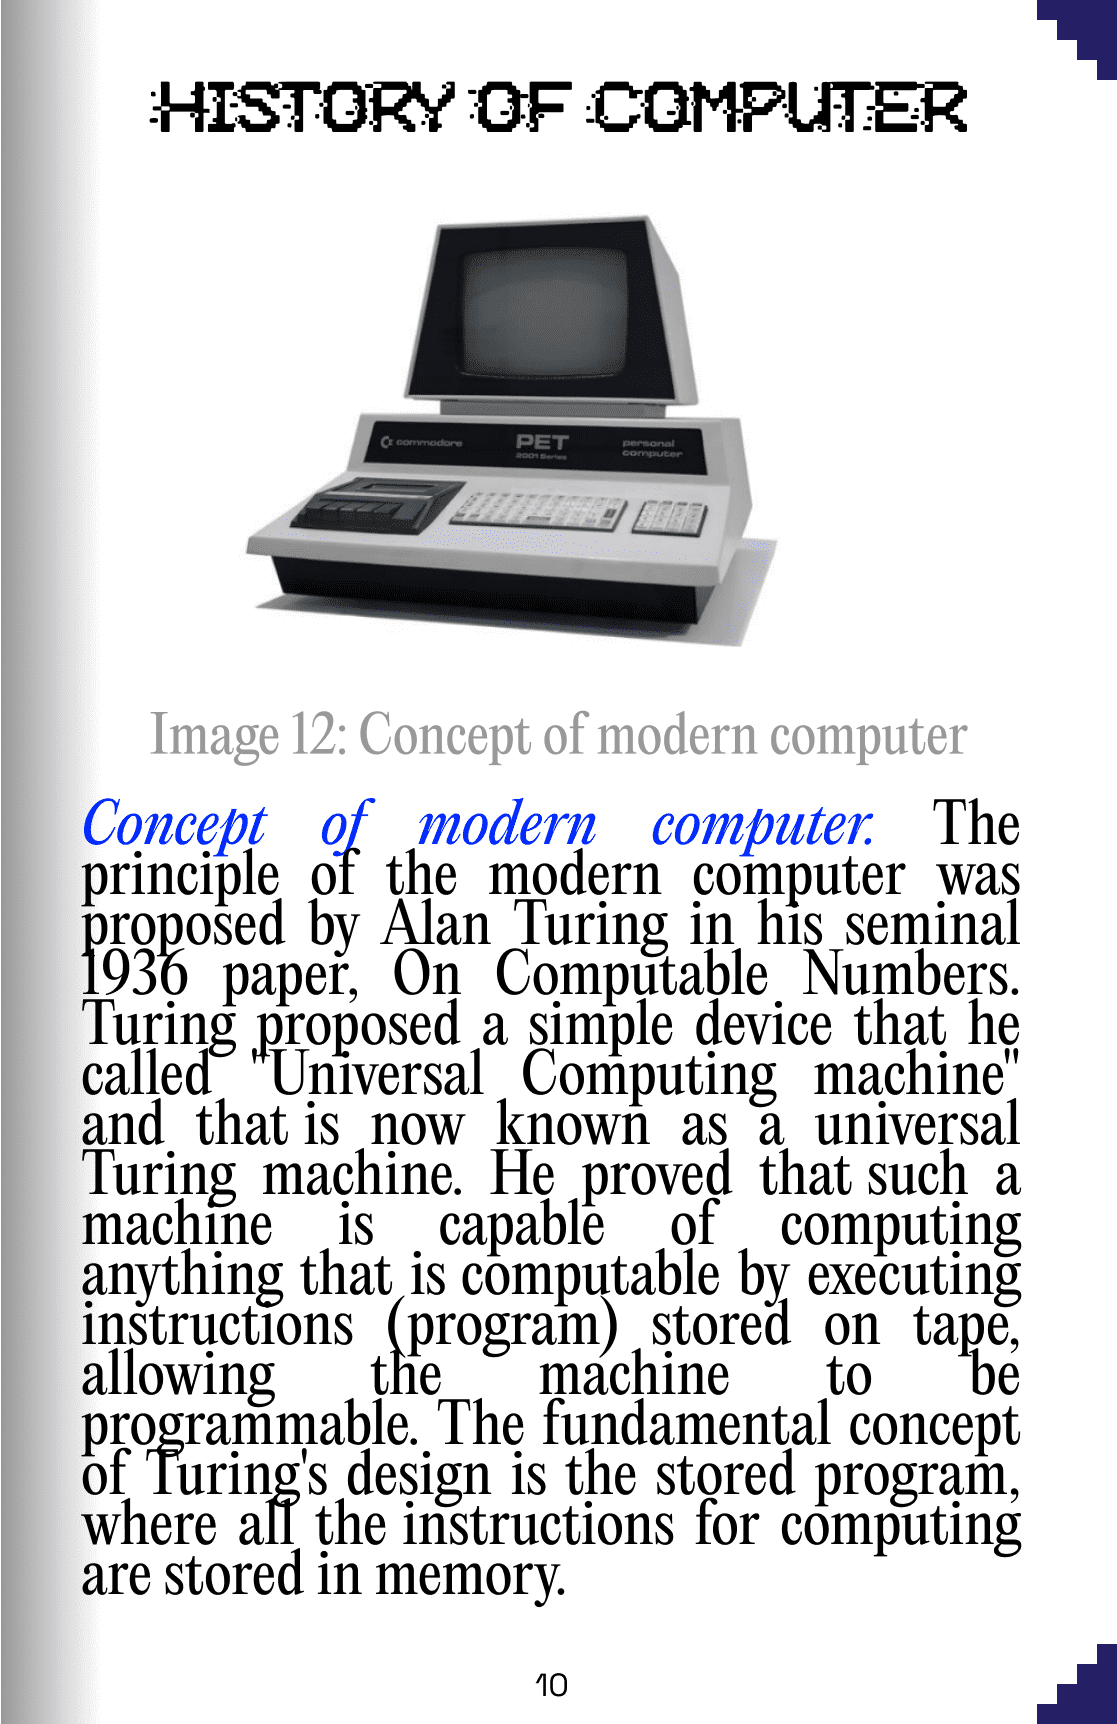 HISTORY OF COMPUTER
commodore
PET
2001 Series
personal
computer
Image 12: Concept of modern computer
Concept of modern computer. The
principle of the modern computer was
proposed by Alan Turing in his seminal
1936 paper, On Computable Numbers.
Turing proposed a simple device that he
called "Universal Computing machine"
and that is now known as a universal
Turing machine. He proved that such a
machine is capable of computing
anything that is computable by executing
instructions (program) stored on tape,
allowing the machine to be
programmable. The fundamental concept
of Turing's design is the stored program,
where all the instructions for computing
are stored in memory.
10